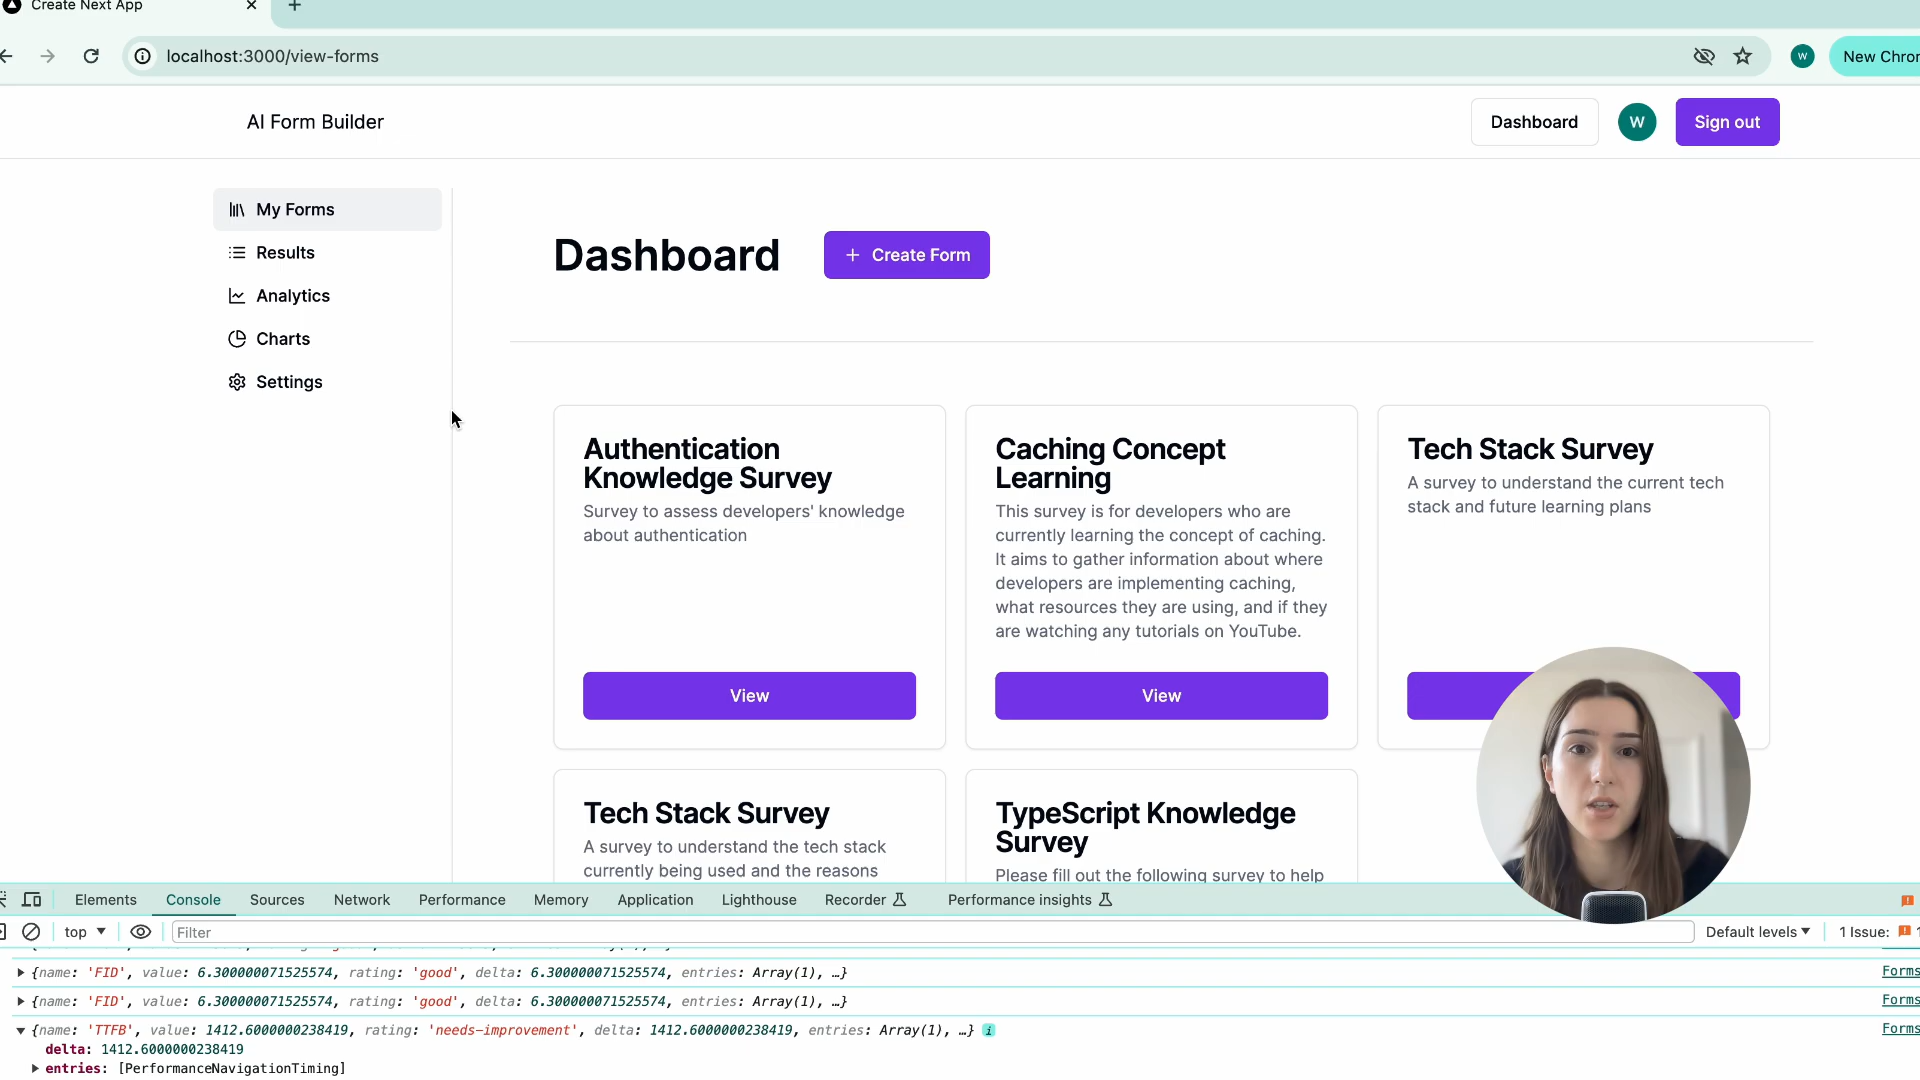 Create Next App
localhost:3000/view-forms
W
New Chror
AI Form Builder
Dashboard
W
Sign out
My Forms
Results
Analytics
Charts
Settings
Dashboard
+ Create Form
Authentication
Knowledge Survey
Survey to assess developers' knowledge
about authentication
View
Caching Concept
Learning
This survey is for developers who are
currently learning the concept of caching.
It aims to gather information about where
developers are implementing caching,
what resources they are using, and if they
are watching any tutorials on YouTube.
View
Tech Stack Survey
A survey to understand the current tech
stack and future learning plans
Tech Stack Survey
A survey to understand the tech stack
currently being used and the reasons
TypeScript Knowledge
Survey
Please fill out the following survey to help
Elements Console Sources Network Performance Memory Application Lighthouse Recorder Performance insights
top Filter Default levels 1 Issue: 1
{name: 'FID', value: 6.300000071525574, rating: 'good', delta: 6.300000071525574, entries: Array(1), …} Forms
{name: 'FID', value: 6.300000071525574, rating: 'good', delta: 6.300000071525574, entries: Array(1), …} Forms
{name: 'TTFB', value: 1412.6000000238419, rating: 'needs-improvement', delta: 1412.6000000238419, entries: Array(1), …} i Forms
delta: 1412.6000000238419
entries: [PerformanceNavigationTiming]